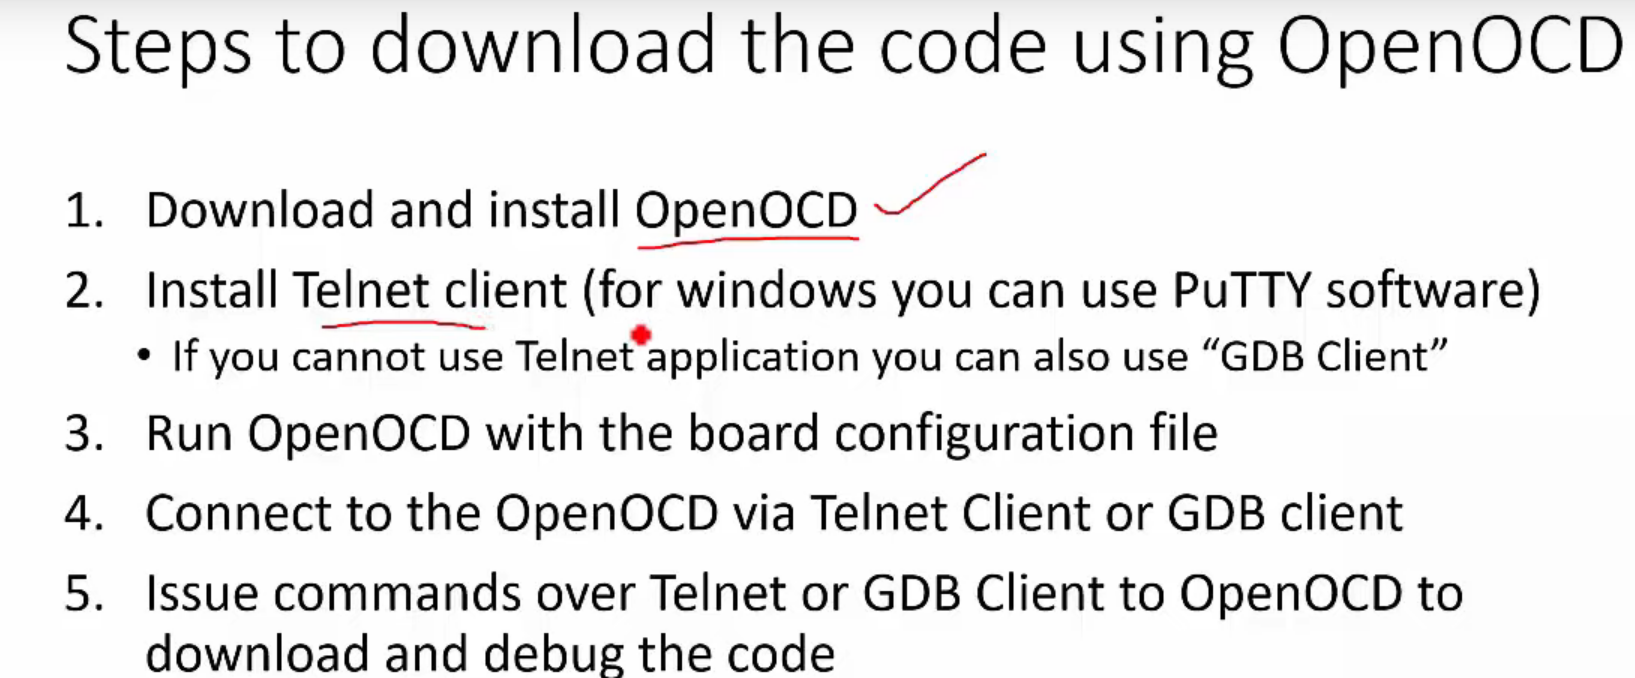 Steps to download the code using OpenOCD
1. Download and install OpenOCD
2. Install Telnet client (for windows you can use PuTTY software)
• If you cannot use Telnet application you can also use “GDB Client”
3. Run OpenOCD with the board configuration file
4. Connect to the OpenOCD via Telnet Client or GDB client
5. Issue commands over Telnet or GDB Client to OpenOCD to
download and debug the code